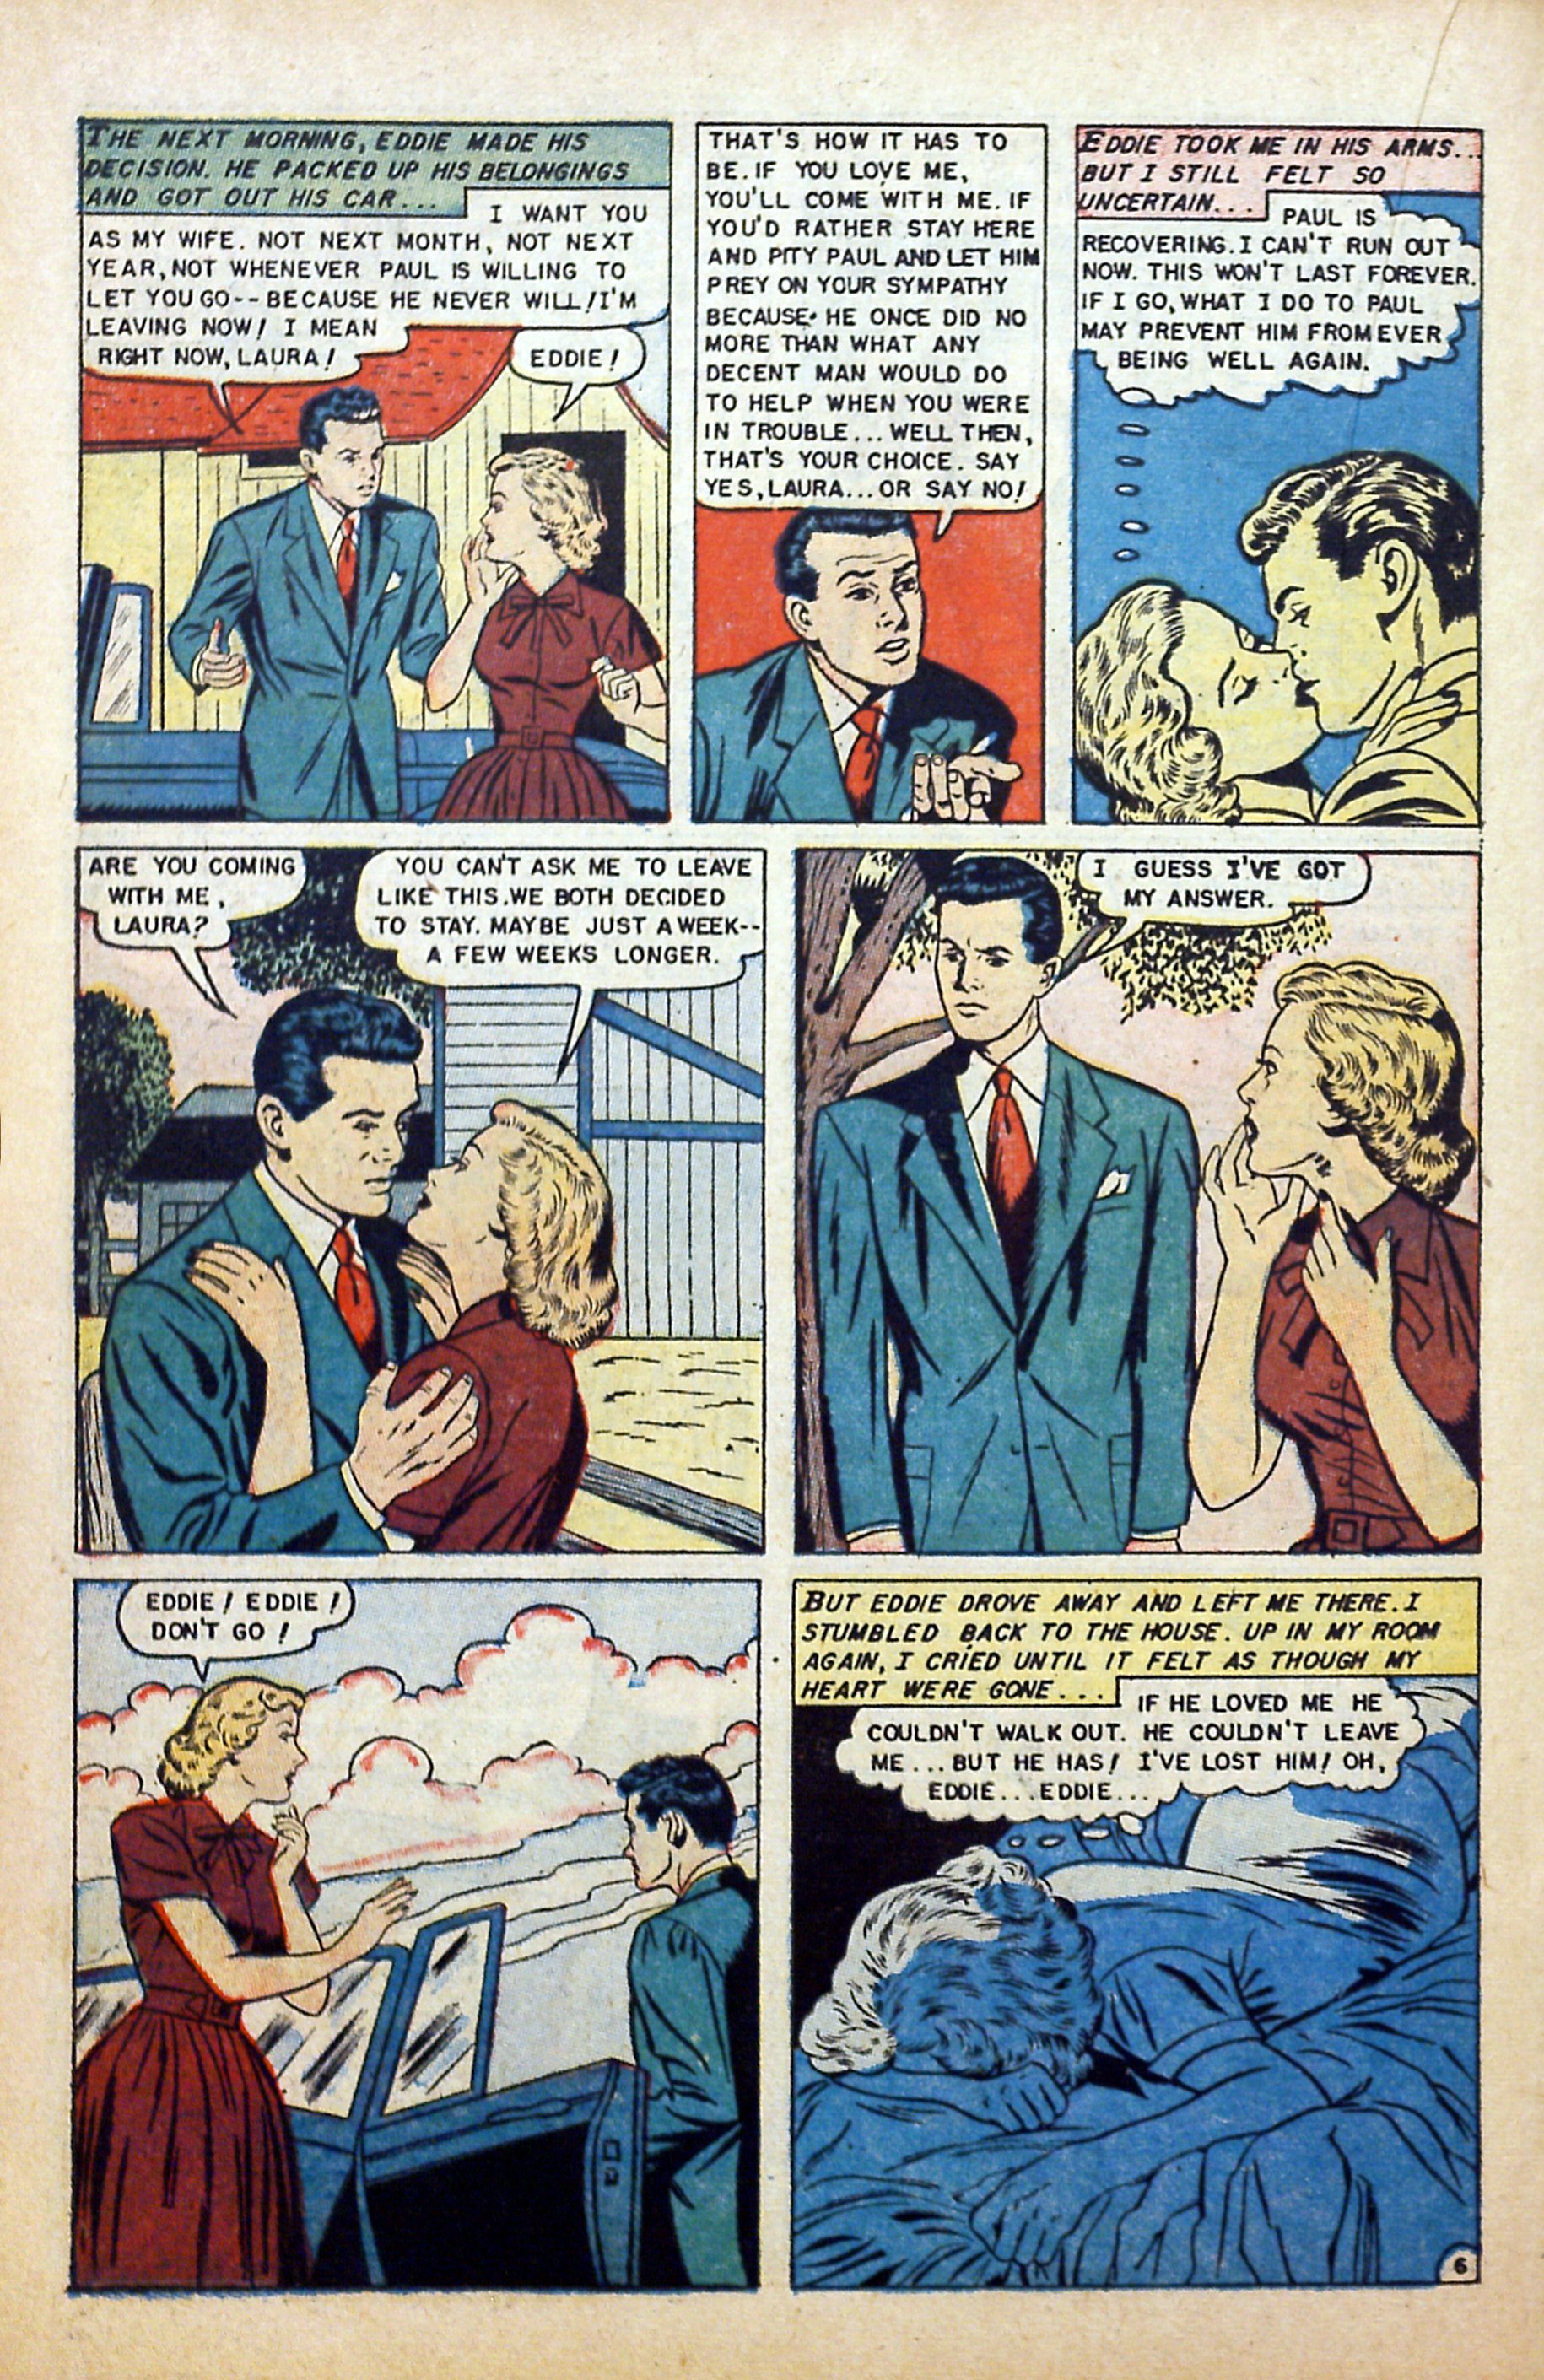 THE NEXT MORNING, EDDIE MADE HIS
DECISION. HE PACKED UP HIS BELONGINGS
AND GOT OUT HIS CAR...
I WANT YOU
AS MY WIFE. NOT NEXT MONTH, NOT NEXT
YEAR, NOT WHENEVER PAUL IS WILLING TO
LET YOU GO-- BECAUSE HE NEVER WILL! I'M
LEAVING NOW! I MEAN
RIGHT NOW, LAURA!
EDDIE!
THAT'S HOW IT HAS TO
BE. IF YOU LOVE ME,
YOU'LL COME WITH ME. IF
YOU'D RATHER STAY HERE
AND PITY PAUL AND LET HIM
PREY ON YOUR SYMPATHY
BECAUSE HE ONCE DID NO
MORE THAN WHAT ANY
DECENT MAN WOULD DO
TO HELP WHEN YOU WERE
IN TROUBLE... WELL THEN,
THAT'S YOUR CHOICE. SAY
YES, LAURA... OR SAY NO!
EDDIE TOOK ME IN HIS ARMS...
BUT I STILL FELT SO
UNCERTAIN...
PAUL IS
RECOVERING. I CAN'T RUN OUT
NOW. THIS WON'T LAST FOREVER.
IF I GO, WHAT I DO TO PAUL
MAY PREVENT HIM FROM EVER
BEING WELL AGAIN.
ARE YOU COMING
WITH ME,
LAURA?
YOU CAN'T ASK ME TO LEAVE
LIKE THIS. WE BOTH DECIDED
TO STAY. MAYBE JUST A WEEK--
A FEW WEEKS LONGER.
I GUESS I'VE GOT
MY ANSWER.
EDDIE! EDDIE!
DON'T GO!
BUT EDDIE DROVE AWAY AND LEFT ME THERE. I
STUMBLED BACK TO THE HOUSE. UP IN MY ROOM
AGAIN, I CRIED UNTIL IT FELT AS THOUGH MY
HEART WERE GONE...
IF HE LOVED ME HE
COULDN'T WALK OUT. HE COULDN'T LEAVE
ME... BUT HE HAS! I'VE LOST HIM! OH,
EDDIE... EDDIE...
6